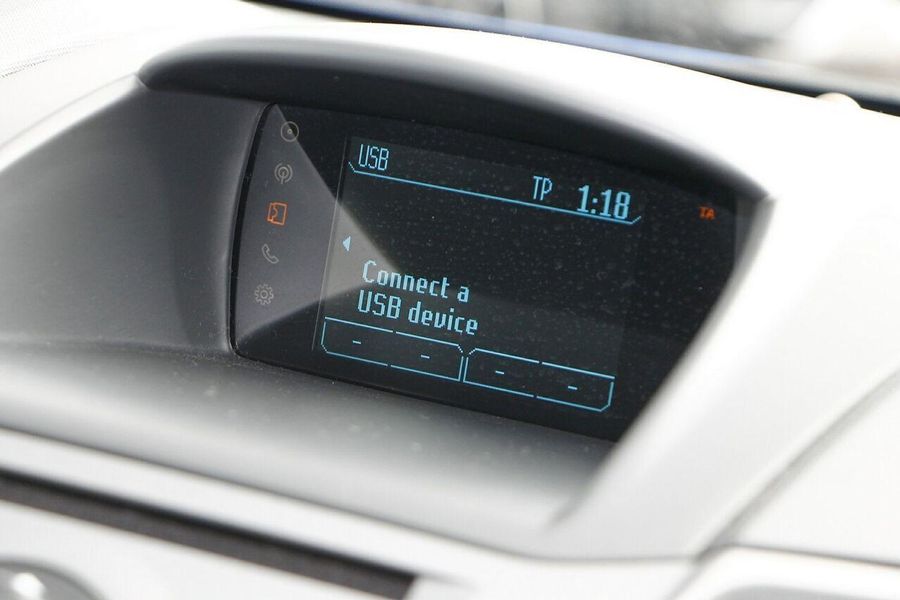 USB
TP 1:18
TA
Connect a
USB device
- - - -